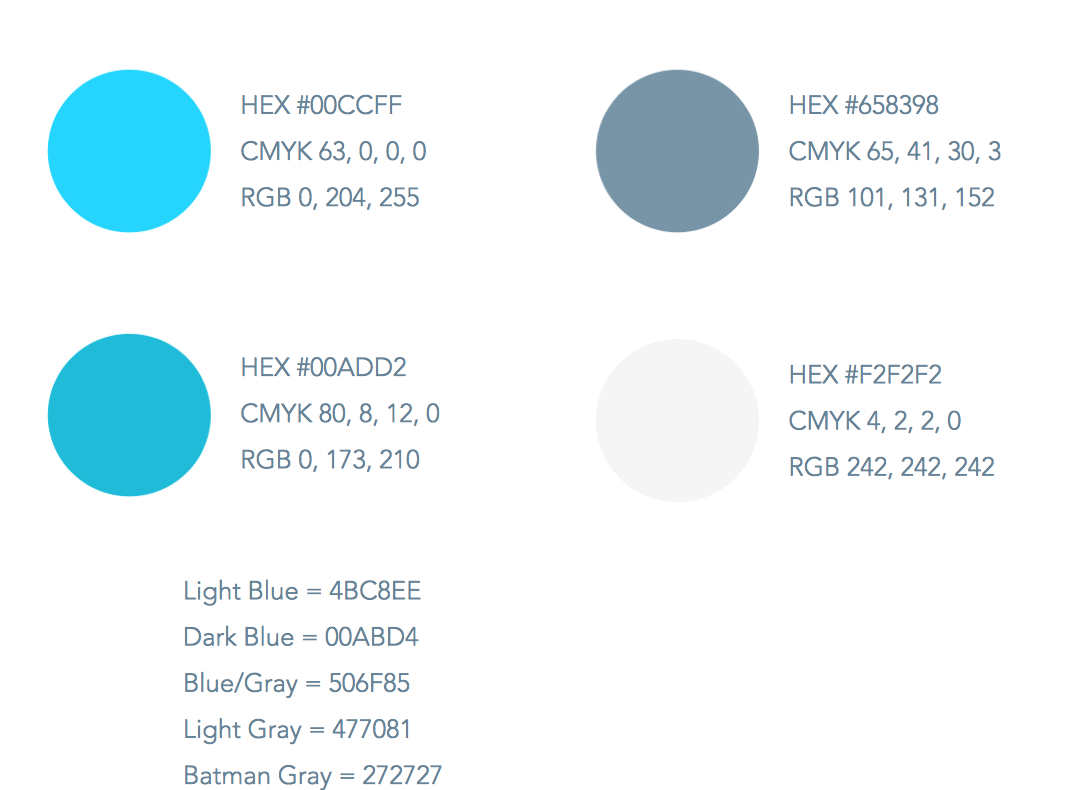 HEX #00CCFF
CMYK 63, 0, 0, 0
RGB 0, 204, 255
HEX #658398
CMYK 65, 41, 30, 3
RGB 101, 131, 152
HEX #00ADD2
CMYK 80, 8, 12, 0
RGB 0, 173, 210
HEX #F2F2F2
CMYK 4, 2, 2, 0
RGB 242, 242, 242
Light Blue = 4BC8EE
Dark Blue = 00ABD4
Blue/Gray = 506F85
Light Gray = 477081
Batman Gray = 272727